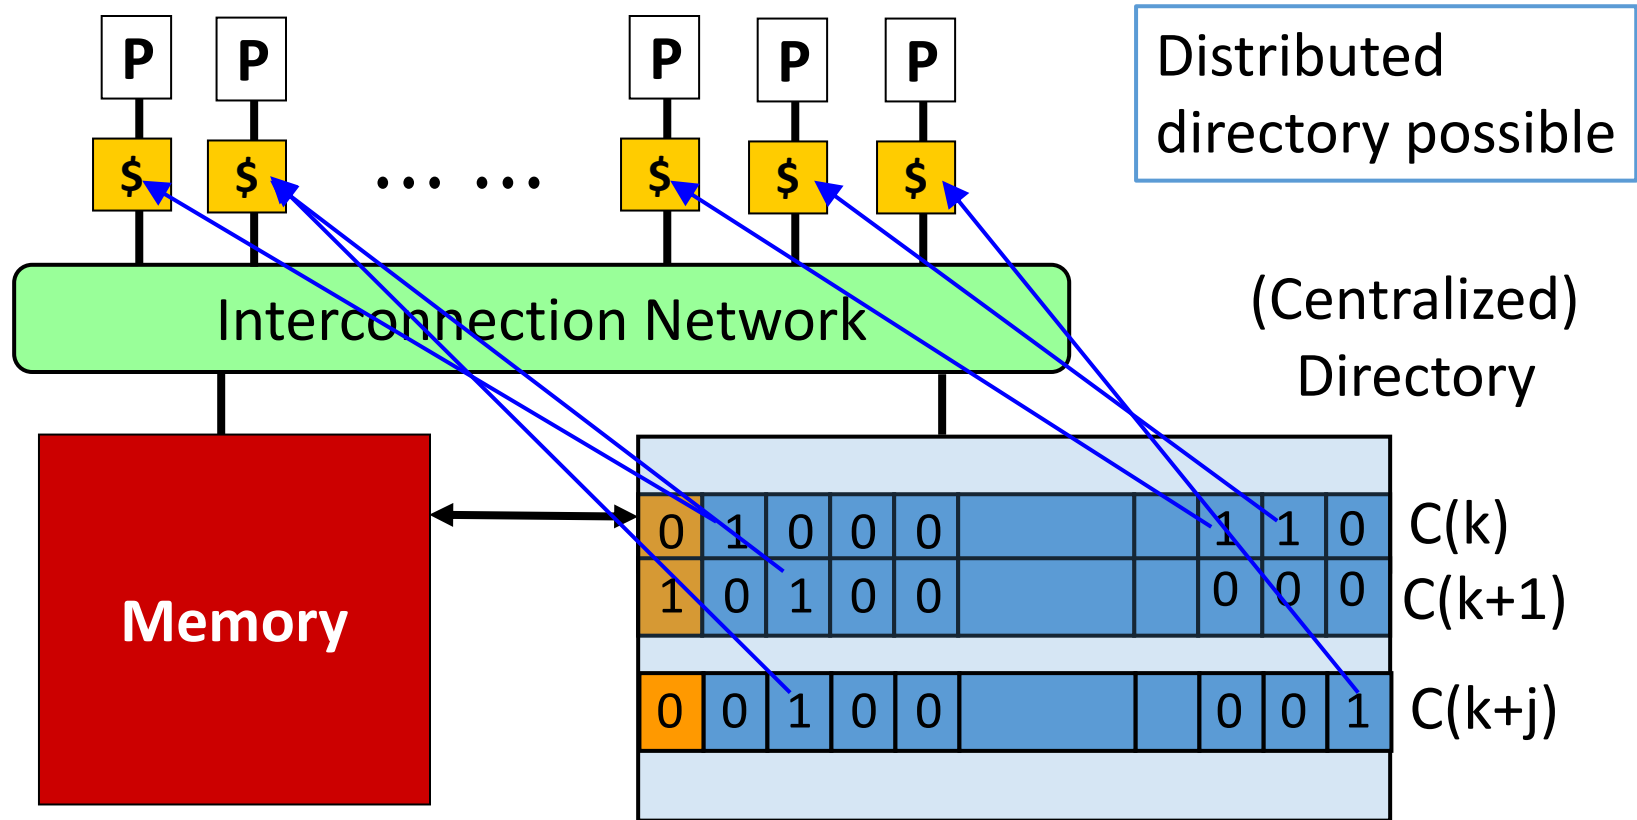 P P P P P
$ $ ... ... $ $ $
Distributed
directory possible
Interconnection Network
(Centralized)
Directory
Memory
0 1 0 0 0 1 1 0 C(k)
1 0 1 0 0 0 0 0 C(k+1)
0 0 1 0 0 0 0 1 C(k+j)